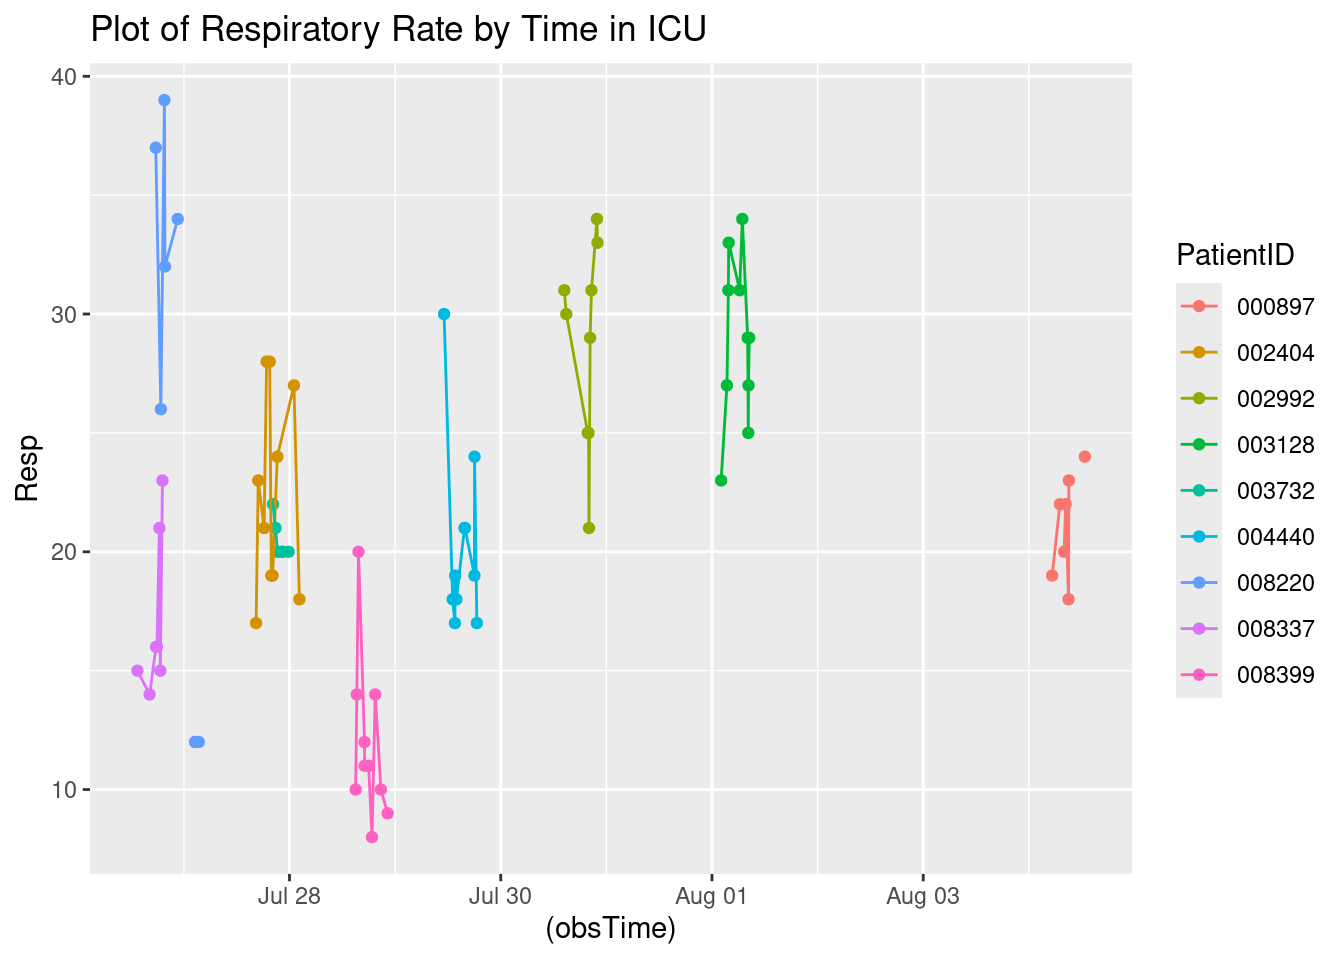 Plot of Respiratory Rate by Time in ICU
40
30
20
10
Resp
Jul 28
Jul 30
Aug 01
Aug 03
(obsTime)
PatientID
000897
002404
002992
003128
003732
004440
008220
008337
008399